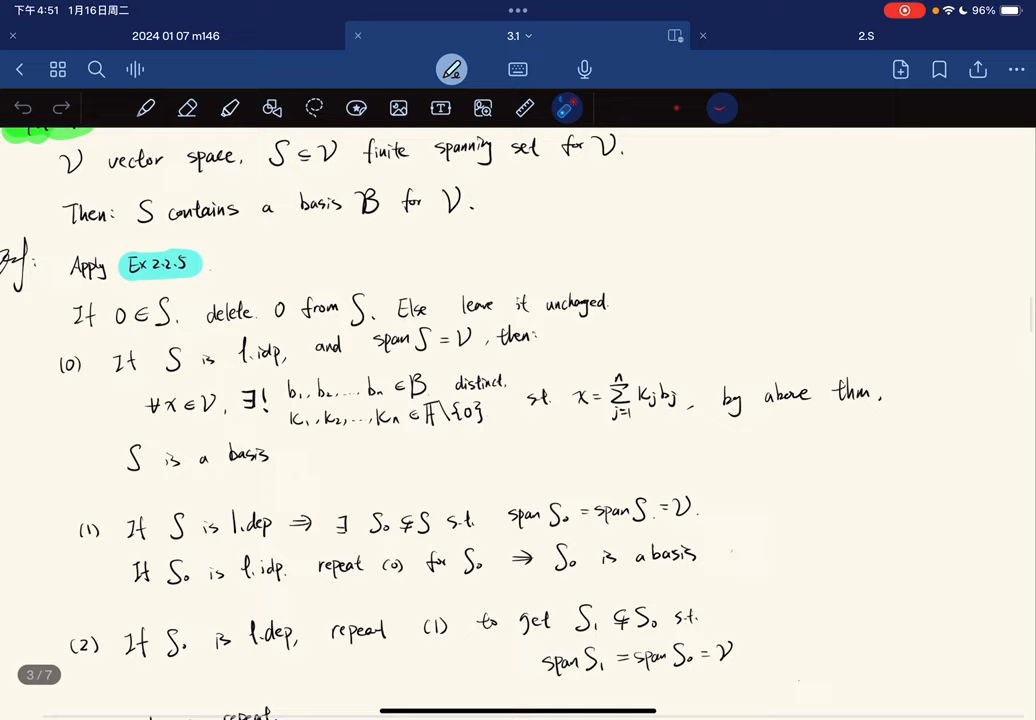 下午4:51 1月16日周二
96%
2024 01 07 m146
3.1
2.S
V vector space, S ⊆ V finite spanning set for V.
Then: S contains a basis B for V.
Apply Ex 2.2.5
If 0 ∈ S, delete 0 from S. Else leave it unchaged.
(0) If S is l.idp, and span S = V, then:
∀x ∈ V, ∃! b₁, b₂, ..., bₙ ∈ B distinct,
k₁, k₂, ..., kₙ ∈ F\{0} st. x = ∑ⁿⱼ₌₁ kⱼbⱼ, by above thm,
S is a basis
(1) If S is l.dep ⇒ ∃ S₀ ⊊ S s.t. span S₀ = span S = V.
If S₀ is l.idp. repeat (0) for S₀ ⇒ S₀ is a basis
(2) If S₀ is l.dep, repeat (1) to get S₁ ⊊ S₀ s.t.
span S₁ = span S₀ = V
3/7
repeat